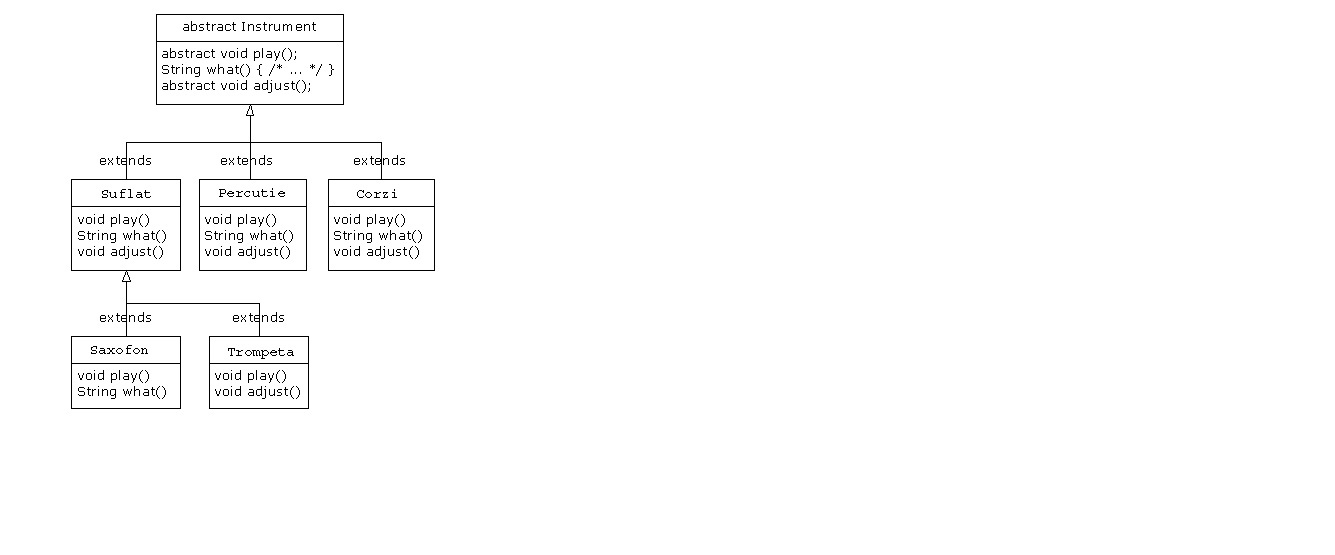 abstract Instrument
abstract void play();
String what() { /* ... */ }
abstract void adjust();
extends
extends
extends
Suflat
void play()
String what()
void adjust()
Percutie
void play()
String what()
void adjust()
Corzi
void play()
String what()
void adjust()
extends
extends
Saxofon
void play()
String what()
Trompeta
void play()
void adjust()